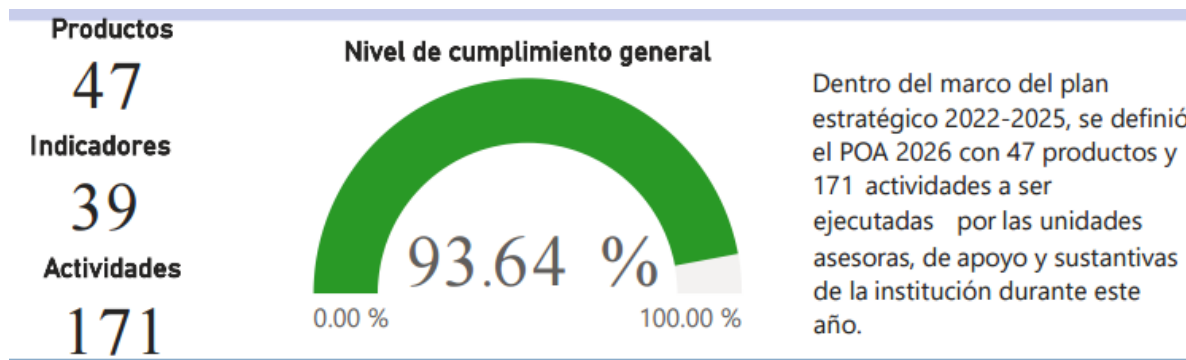 Productos
47
Indicadores
39
Actividades
171
Nivel de cumplimiento general
93.64 %
0.00 %
100.00 %
Dentro del marco del plan
estratégico 2022-2025, se definió
el POA 2026 con 47 productos y
171 actividades a ser
ejecutadas por las unidades
asesoras, de apoyo y sustantivas
de la institución durante este
año.